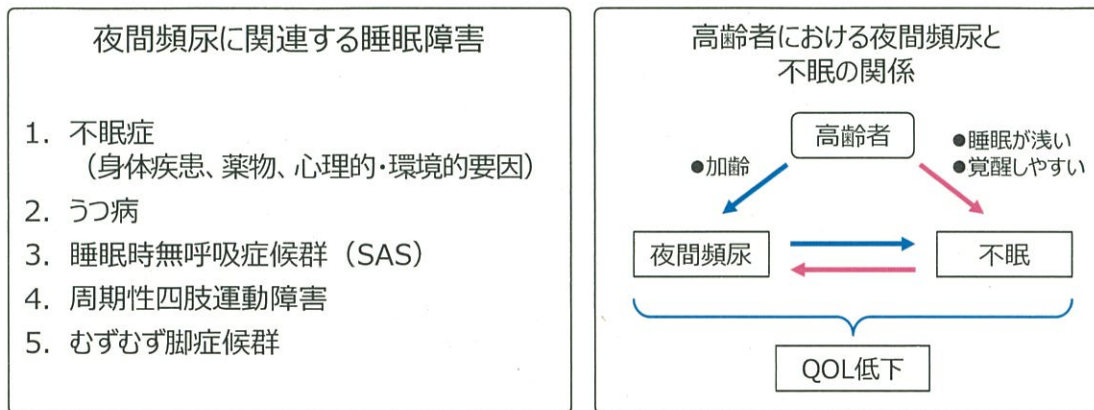 夜間頻尿に関連する睡眠障害
1. 不眠症
（身体疾患、薬物、心理的・環境的要因）
2. うつ病
3. 睡眠時無呼吸症候群（SAS）
4. 周期性四肢運動障害
5. むずむず脚症候群
高齢者における夜間頻尿と
不眠の関係
高齢者
●加齢
●睡眠が浅い
●覚醒しやすい
夜間頻尿
不眠
QOL低下